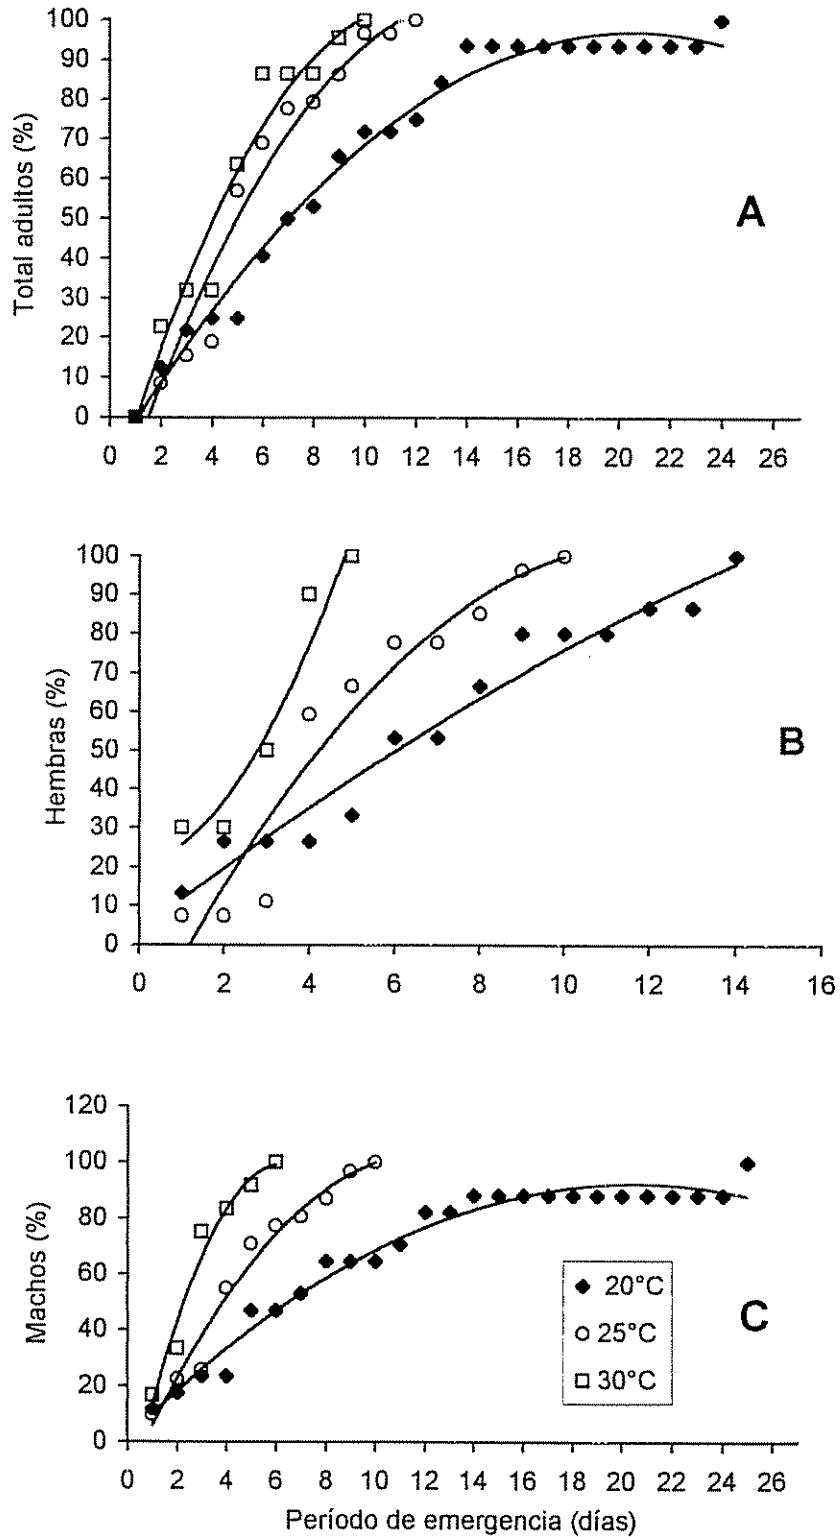 100
90
80
70
60
50
40
30
20
10
0
Total adultos (%)
A
0 2 4 6 8 10 12 14 16 18 20 22 24 26
100
90
80
70
60
50
40
30
20
10
0
Hembras (%)
B
0 2 4 6 8 10 12 14 16
120
100
80
60
40
20
0
Machos (%)
20°C
25°C
30°C
C
0 2 4 6 8 10 12 14 16 18 20 22 24 26
Período de emergencia (días)